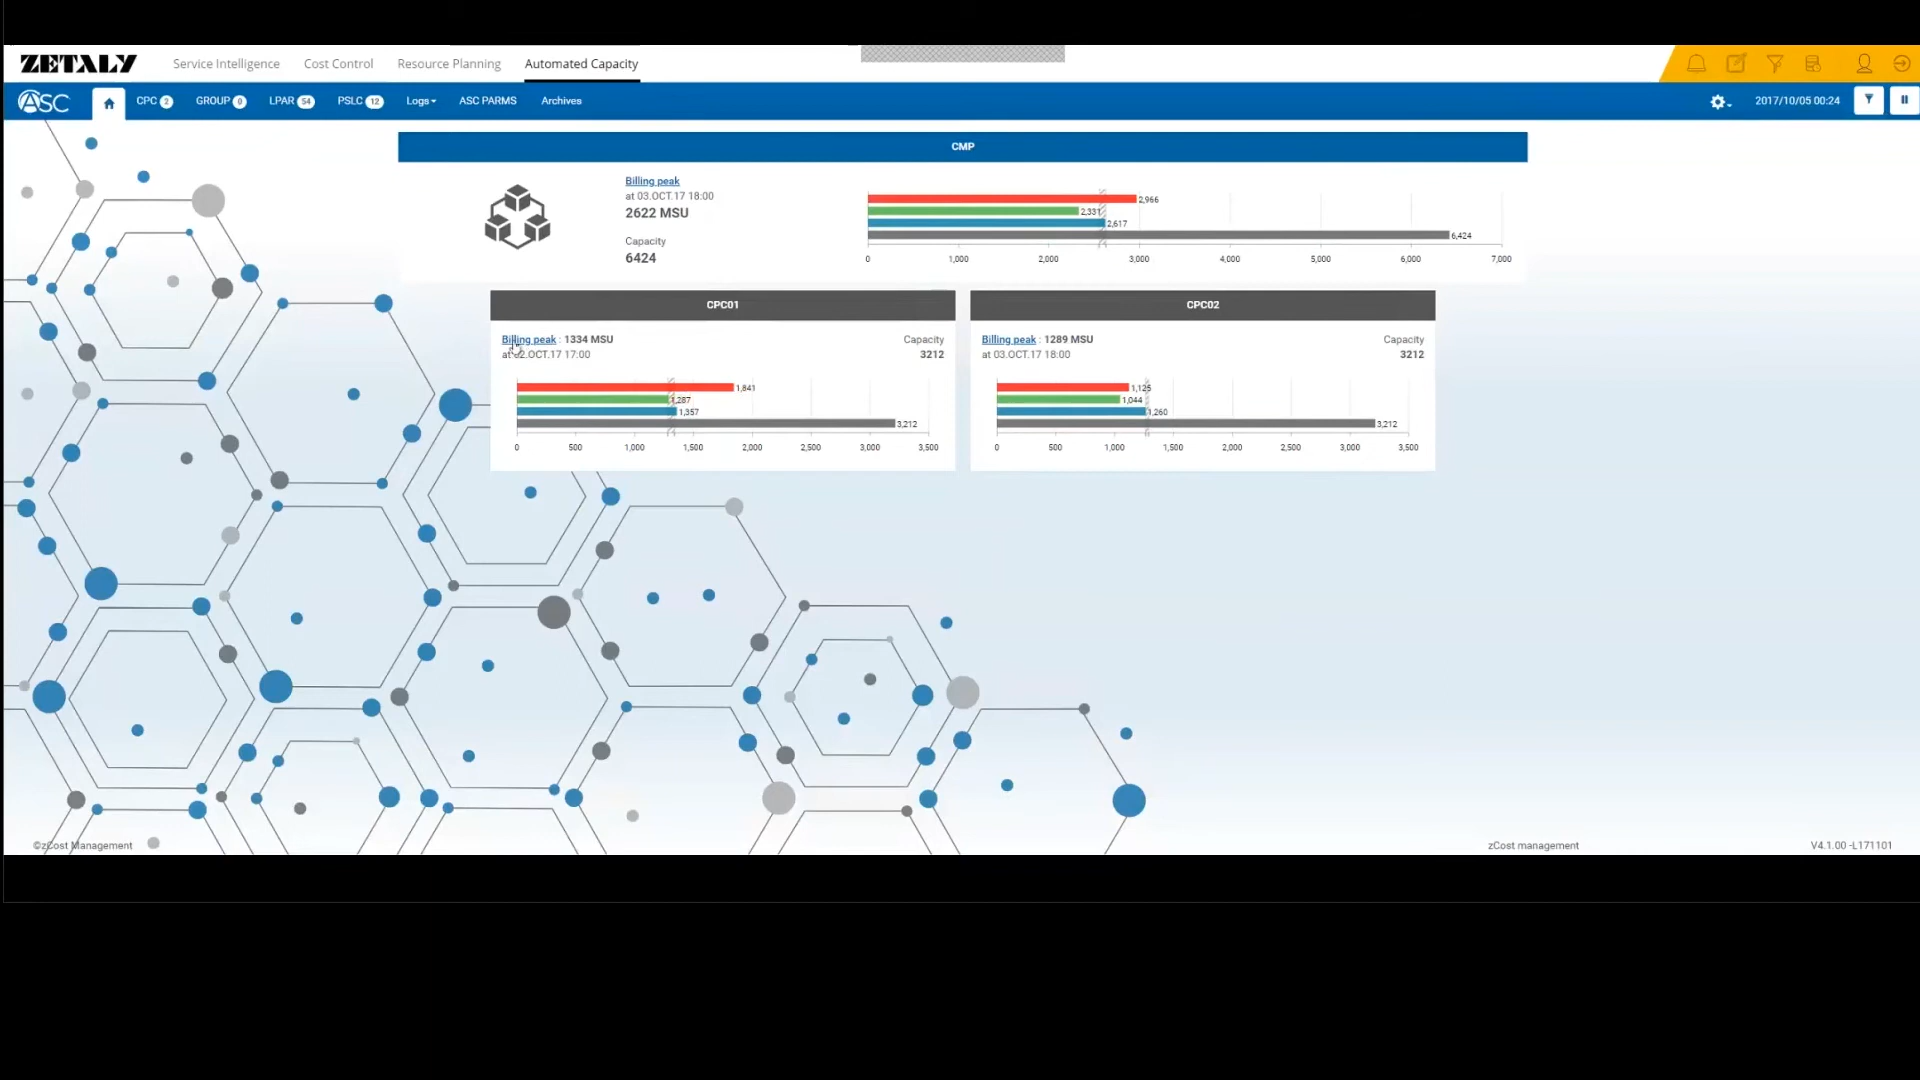 ZETALY Service Intelligence Cost Control Resource Planning Automated Capacity
ASC CPC 2 GROUP 0 LPAR 54 PSLC 12 Logs ASC PARMS Archives 2017/10/05 00:24
CMP
Billing peak
at 03.OCT.17 18:00
2622 MSU
Capacity
6424
2,966
2,331
2,617
6,424
0 1,000 2,000 3,000 4,000 5,000 6,000 7,000
CPC01
Billing peak : 1334 MSU Capacity
at 02.OCT.17 17:00 3212
1,841
1,287
1,357
3,212
0 500 1,000 1,500 2,000 2,500 3,000 3,500
CPC02
Billing peak : 1289 MSU Capacity
at 03.OCT.17 18:00 3212
1,125
1,044
1,260
3,212
0 500 1,000 1,500 2,000 2,500 3,000 3,500
©zCost Management zCost management V4.1.00 -L171101